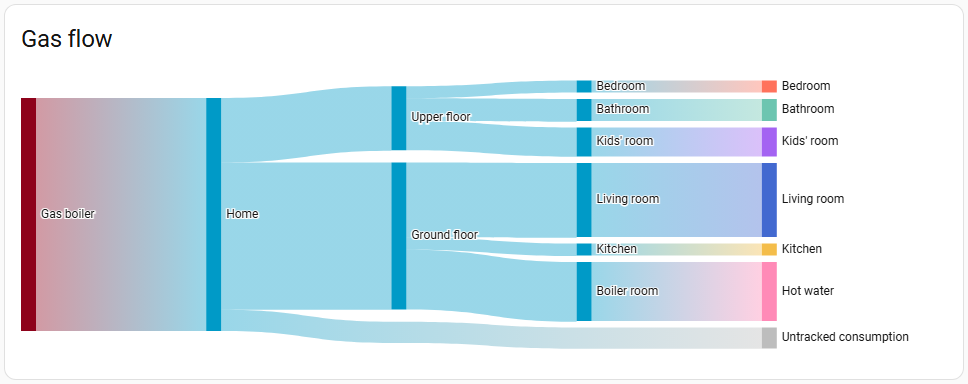 Gas flow
Gas boiler
Home
Upper floor
Ground floor
Bedroom
Bathroom
Kids' room
Living room
Kitchen
Boiler room
Bedroom
Bathroom
Kids' room
Living room
Kitchen
Hot water
Untracked consumption